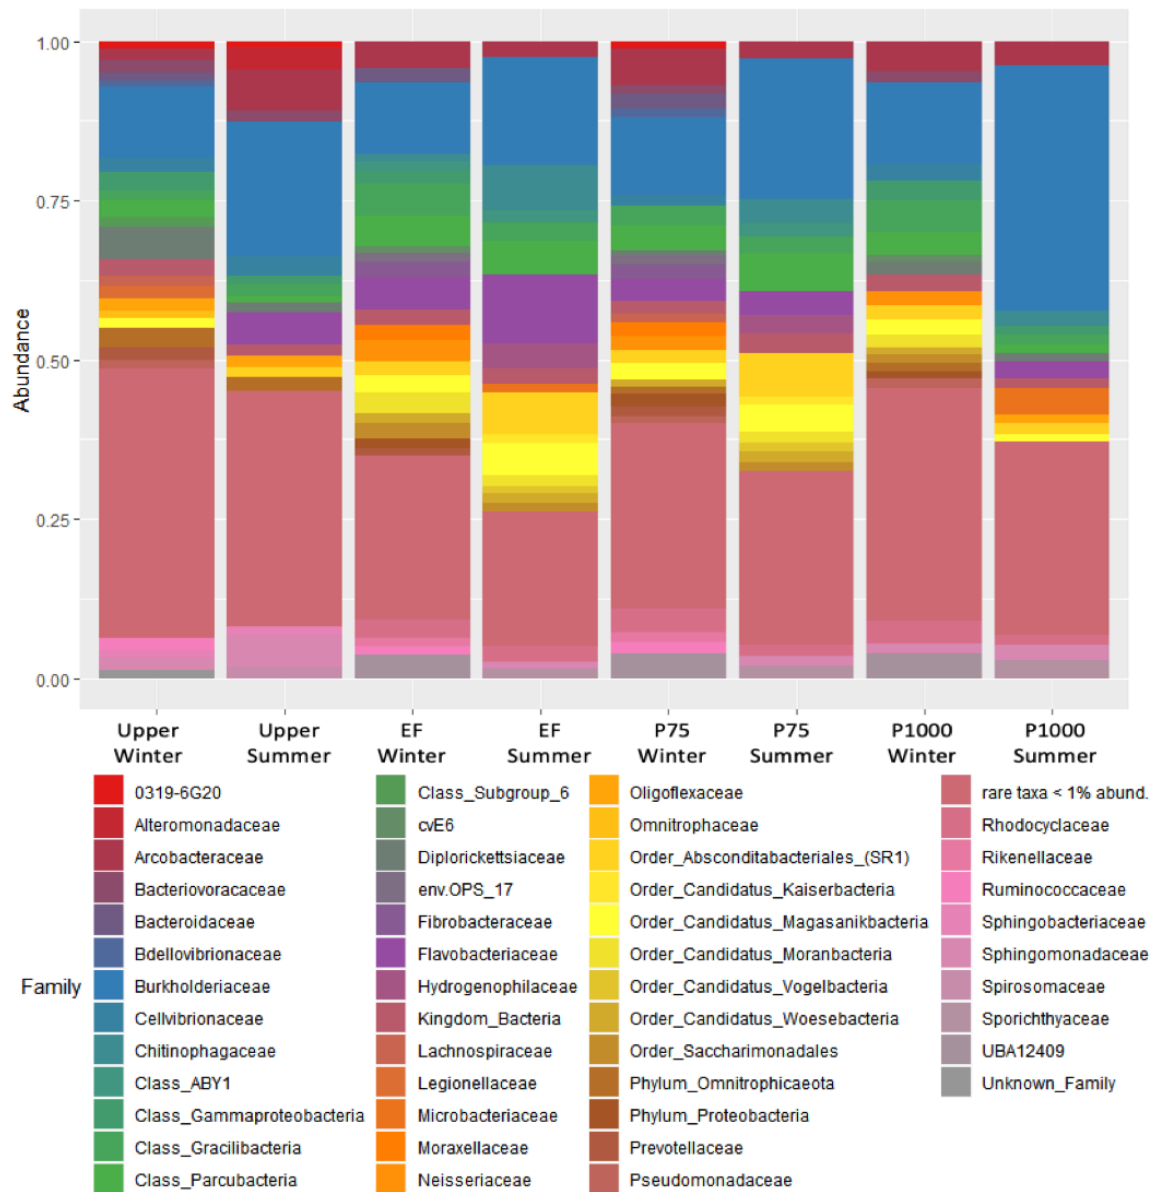 1.00
0.75
0.50
0.25
0.00
Abundance
Upper Winter
Upper Summer
EF Winter
EF Summer
P75 Winter
P75 Summer
P1000 Winter
P1000 Summer
Family
0319-6G20
Alteromonadaceae
Arcobacteraceae
Bacteriovoracaceae
Bacteroidaceae
Bdellovibrionaceae
Burkholderiaceae
Cellvibrionaceae
Chitinophagaceae
Class_ABY1
Class_Gammaproteobacteria
Class_Gracilibacteria
Class_Parcubacteria
Class_Subgroup_6
cvE6
Diplorickettsiaceae
env.OPS_17
Fibrobacteraceae
Flavobacteriaceae
Hydrogenophilaceae
Kingdom_Bacteria
Lachnospiraceae
Legionellaceae
Microbacteriaceae
Moraxellaceae
Neisseriaceae
Oligoflexaceae
Omnitrophaceae
Order_Absconditabacteriales_(SR1)
Order_Candidatus_Kaiserbacteria
Order_Candidatus_Magasanikbacteria
Order_Candidatus_Moranbacteria
Order_Candidatus_Vogelbacteria
Order_Candidatus_Woesebacteria
Order_Saccharimonadales
Phylum_Omnitrophicaeota
Phylum_Proteobacteria
Prevotellaceae
Pseudomonadaceae
rare taxa < 1% abund.
Rhodocyclaceae
Rikenellaceae
Ruminococcaceae
Sphingobacteriaceae
Sphingomonadaceae
Spirosomaceae
Sporichthyaceae
UBA12409
Unknown_Family